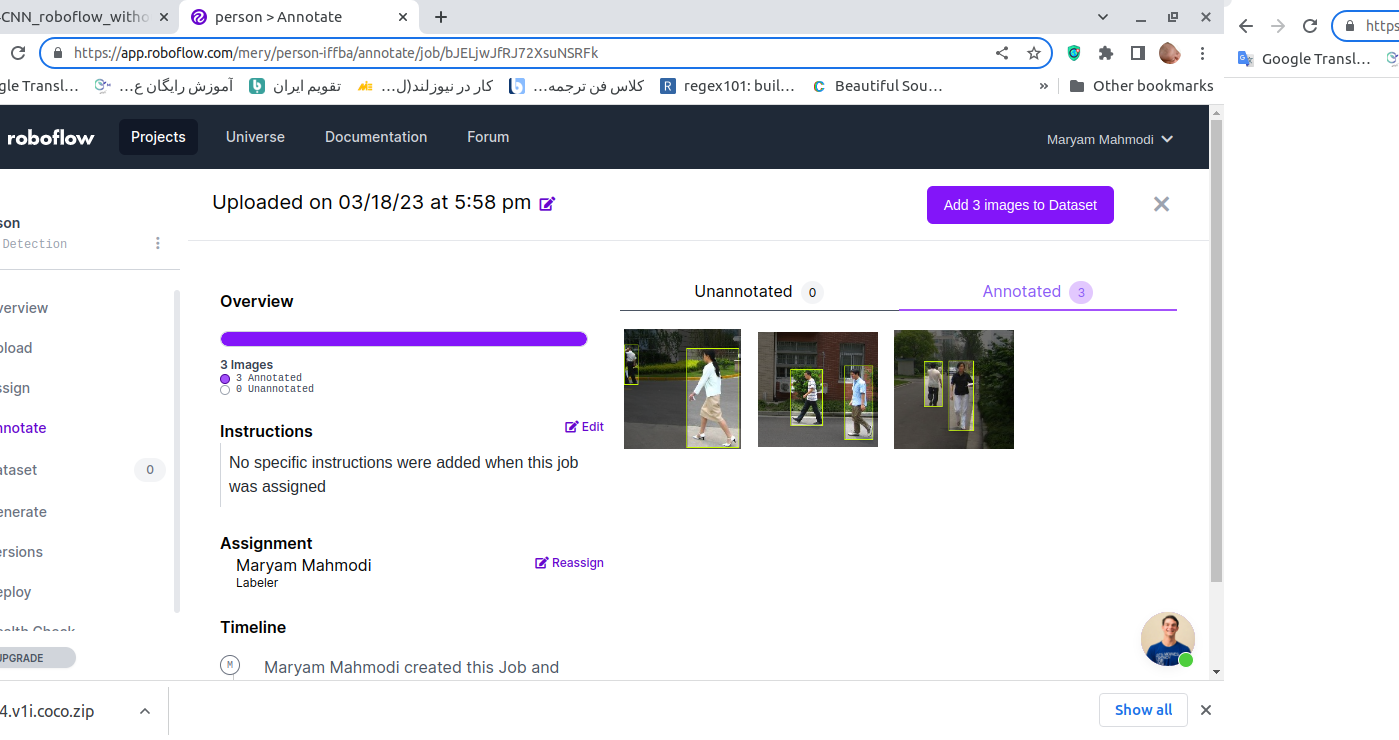 -CNN_roboflow_witho
person > Annotate
https://app.roboflow.com/mery/person-iffba/annotate/job/bJELjwJfRJ72XsuNSRFk
https
gle Transl...
آموزش رایگان ع...
تقویم ایران
کار در نیوزلند(ل...
کلاس فن ترجمه...
regex101: buil...
Beautiful Sou...
»
Other bookmarks
Google Transl...
roboflow
Projects
Universe
Documentation
Forum
Maryam Mahmodi
Uploaded on 03/18/23 at 5:58 pm
Add 3 images to Dataset
son
Detection
verview
pload
ssign
nnotate
ataset
0
enerate
ersions
eploy
ealth Check
UPGRADE
Overview
3 Images
3 Annotated
0 Unannotated
Instructions
Edit
No specific instructions were added when this job
was assigned
Assignment
Maryam Mahmodi
Labeler
Reassign
Timeline
M
Maryam Mahmodi created this Job and
Unannotated 0
Annotated 3
4.v1i.coco.zip
Show all